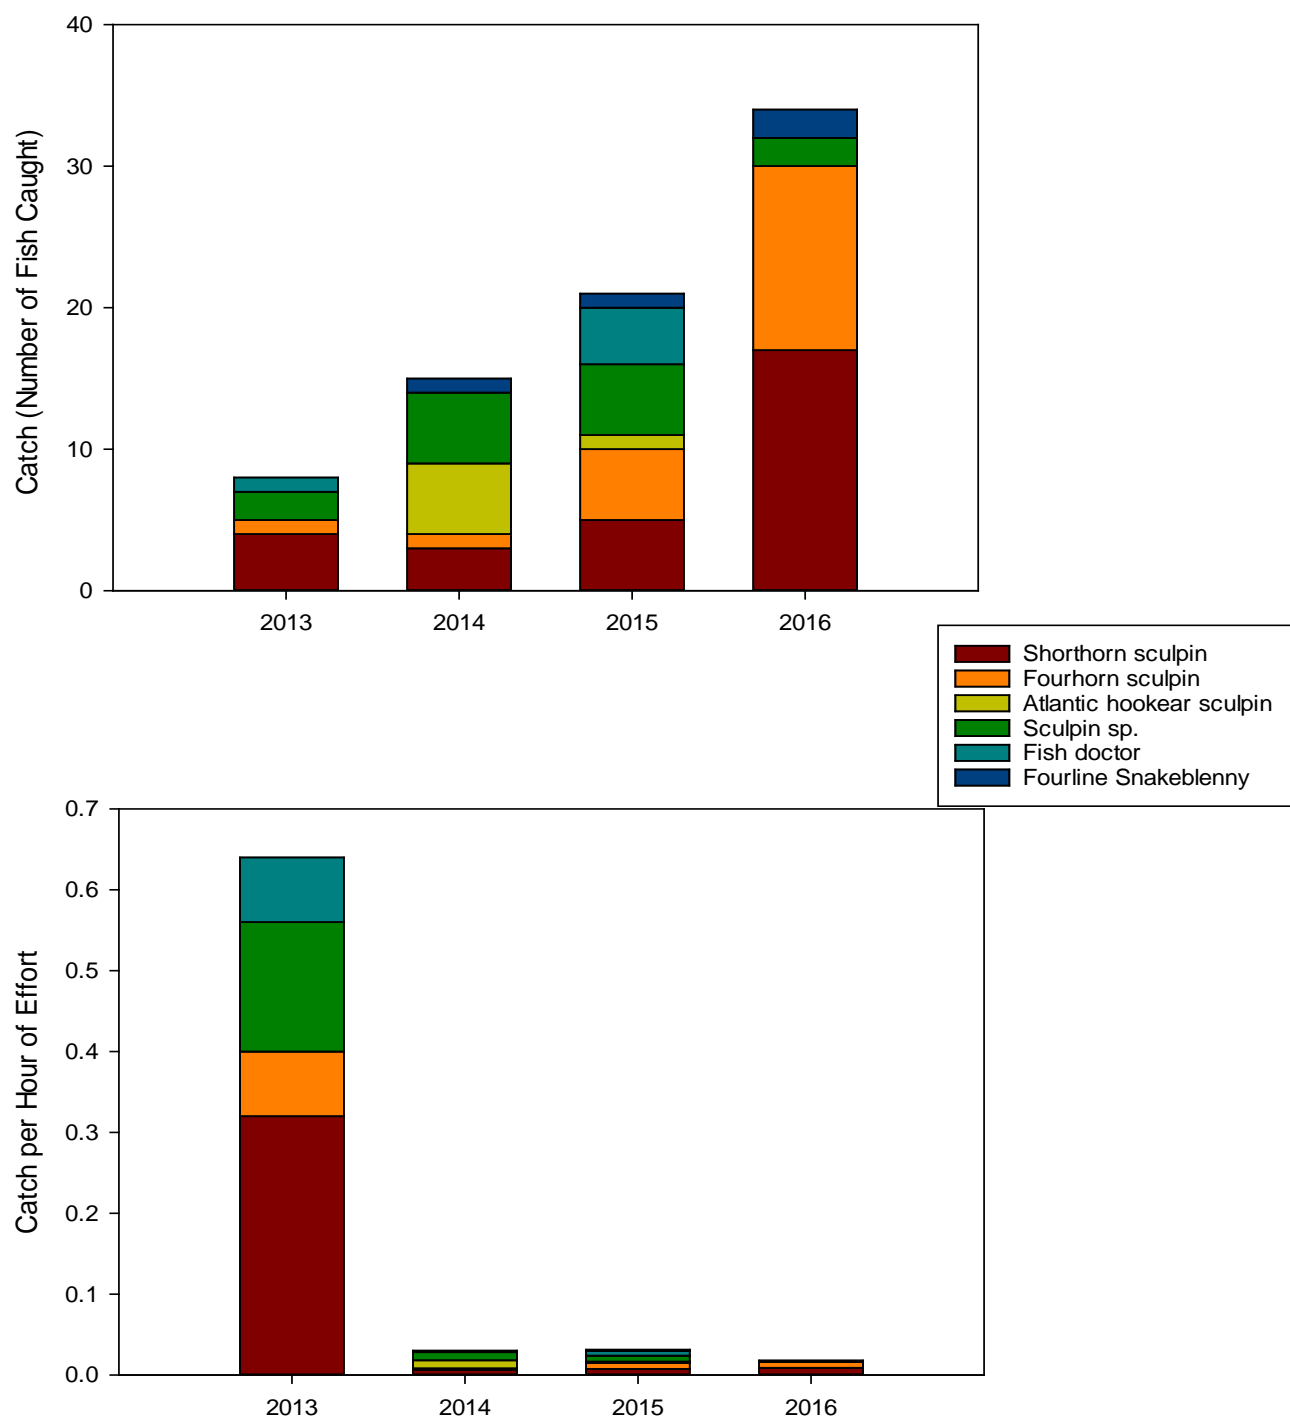 40
30
20
10
0
Catch (Number of Fish Caught)
2013 2014 2015 2016
Shorthorn sculpin
Fourhorn sculpin
Atlantic hookear sculpin
Sculpin sp.
Fish doctor
Fourline Snakeblenny
0.7
0.6
0.5
0.4
0.3
0.2
0.1
0.0
Catch per Hour of Effort
2013 2014 2015 2016